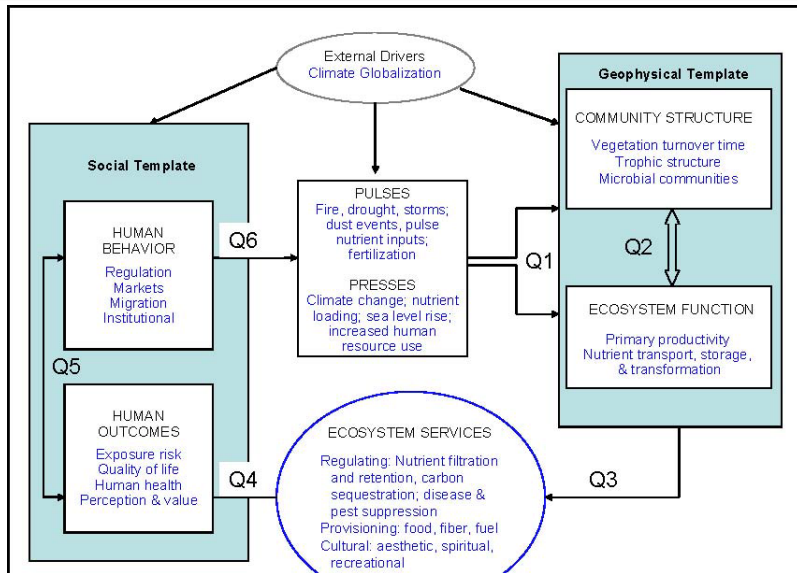 External Drivers
Climate Globalization
Geophysical Template
COMMUNITY STRUCTURE
Vegetation turnover time
Trophic structure
Microbial communities
Social Template
PULSES
Fire, drought, storms;
dust events, pulse
nutrient inputs;
fertilization
PRESSES
Climate change; nutrient
loading; sea level rise;
increased human
resource use
HUMAN
BEHAVIOR
Regulation
Markets
Migration
Institutional
Q6
Q1
Q2
ECOSYSTEM FUNCTION
Primary productivity
Nutrient transport, storage,
& transformation
Q5
HUMAN
OUTCOMES
Exposure risk
Quality of life
Human health
Perception & value
Q4
ECOSYSTEM SERVICES
Regulating: Nutrient filtration
and retention, carbon
sequestration; disease &
pest suppression
Provisioning: food, fiber, fuel
Cultural: aesthetic, spiritual,
recreational
Q3